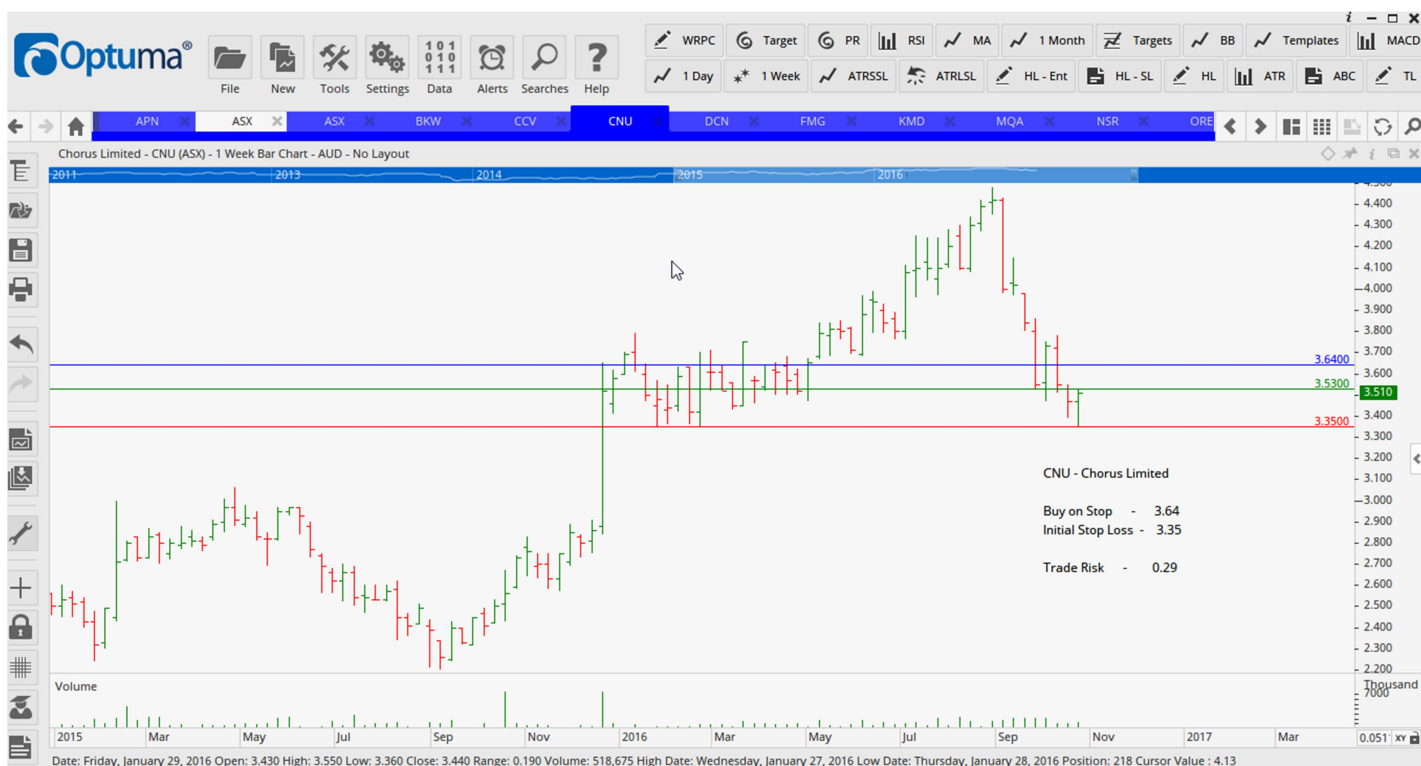 Optuma®
File
New
Tools
Settings
Data
Alerts
Searches
Help
WRPC
Target
PR
RSI
MA
1 Month
Targets
BB
Templates
MACD
1 Day
1 Week
ATRSSL
ATRLSL
HL - Ent
HL - SL
HL
ATR
ABC
TL
APN
ASX
ASX
BKW
CCV
CNU
DCN
FMG
KMD
MQA
NSR
ORE
Chorus Limited - CNU (ASX) - 1 Week Bar Chart - AUD - No Layout
2011
2013
2014
2015
2016
4.400
4.300
4.200
4.100
4.000
3.900
3.800
3.700
3.6400
3.600
3.5300
3.510
3.400
3.3500
3.300
3.200
3.100
3.000
2.900
2.800
2.700
2.600
2.500
2.400
2.300
2.200
CNU - Chorus Limited
Buy on Stop - 3.64
Initial Stop Loss - 3.35
Trade Risk - 0.29
Volume
Thousand
7000
2015 Mar May Jul Sep Nov 2016 Mar May Jul Sep Nov 2017 Mar
0.051
XY
Date: Friday, January 29, 2016 Open: 3.430 High: 3.550 Low: 3.360 Close: 3.440 Range: 0.190 Volume: 518,675 High Date: Wednesday, January 27, 2016 Low Date: Thursday, January 28, 2016 Position: 218 Cursor Value : 4.13